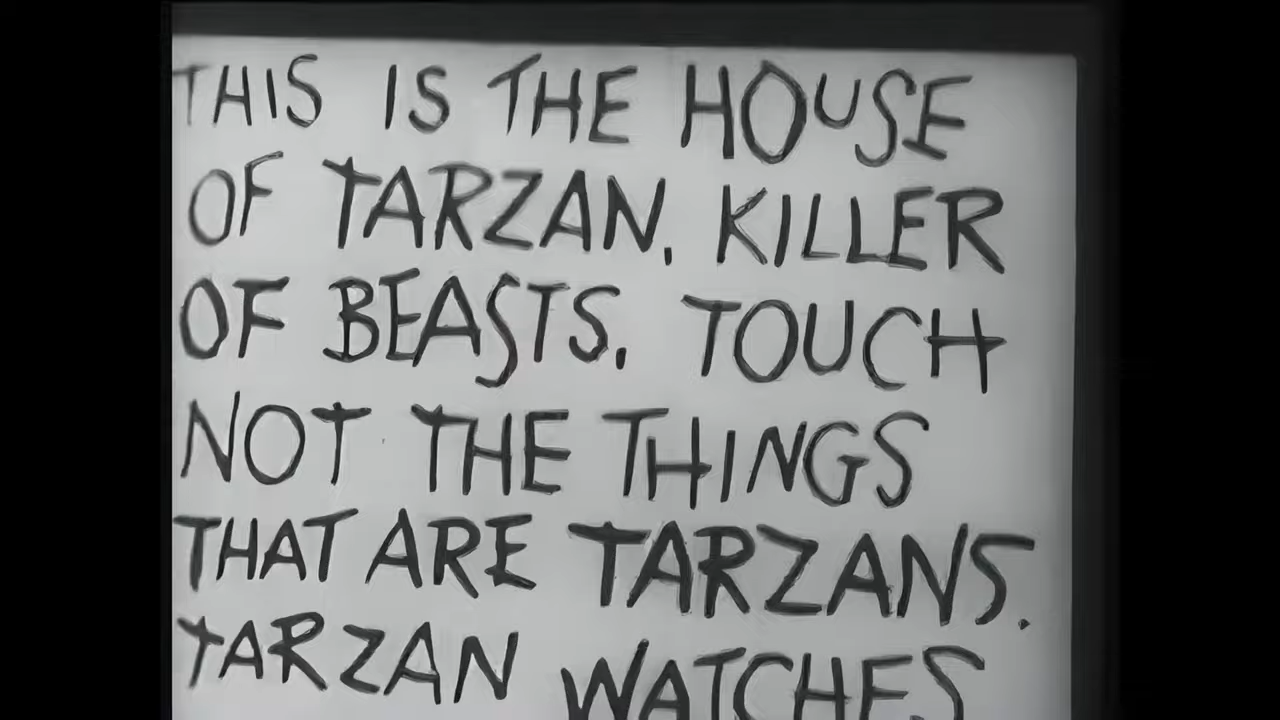 THIS IS THE HOUSE
OF TARZAN, KILLER
OF BEASTS. TOUCH
NOT THE THINGS
THAT ARE TARZANS.
TARZAN WATCHES